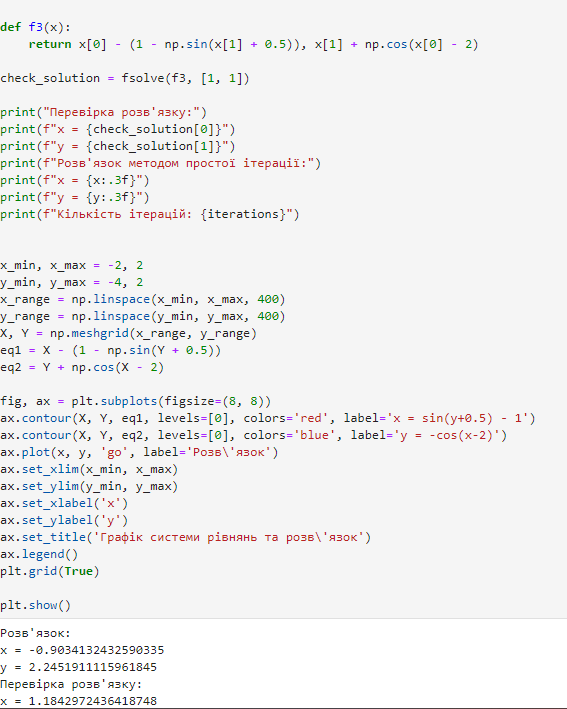 def f3(x):
    return x[0] - (1 - np.sin(x[1] + 0.5)), x[1] + np.cos(x[0] - 2)
check_solution = fsolve(f3, [1, 1])
print("Перевірка розв'язку:")
print(f"x = {check_solution[0]}")
print(f"y = {check_solution[1]}")
print(f"Розв'язок методом простої ітерації:")
print(f"x = {x:.3f}")
print(f"y = {y:.3f}")
print(f"Кількість ітерацій: {iterations}")
x_min, x_max = -2, 2
y_min, y_max = -4, 2
x_range = np.linspace(x_min, x_max, 400)
y_range = np.linspace(y_min, y_max, 400)
X, Y = np.meshgrid(x_range, y_range)
eq1 = X - (1 - np.sin(Y + 0.5))
eq2 = Y + np.cos(X - 2)
fig, ax = plt.subplots(figsize=(8, 8))
ax.contour(X, Y, eq1, levels=[0], colors='red', label='x = sin(y+0.5) - 1')
ax.contour(X, Y, eq2, levels=[0], colors='blue', label='y = -cos(x-2)')
ax.plot(x, y, 'go', label='Розв\'язок')
ax.set_xlim(x_min, x_max)
ax.set_ylim(y_min, y_max)
ax.set_xlabel('x')
ax.set_ylabel('y')
ax.set_title('Графік системи рівнянь та розв\'язок')
ax.legend()
plt.grid(True)
plt.show()
Розв'язок:
x = -0.9034132432590335
y = 2.2451911115961845
Перевірка розв'язку:
x = 1.1842972436418748